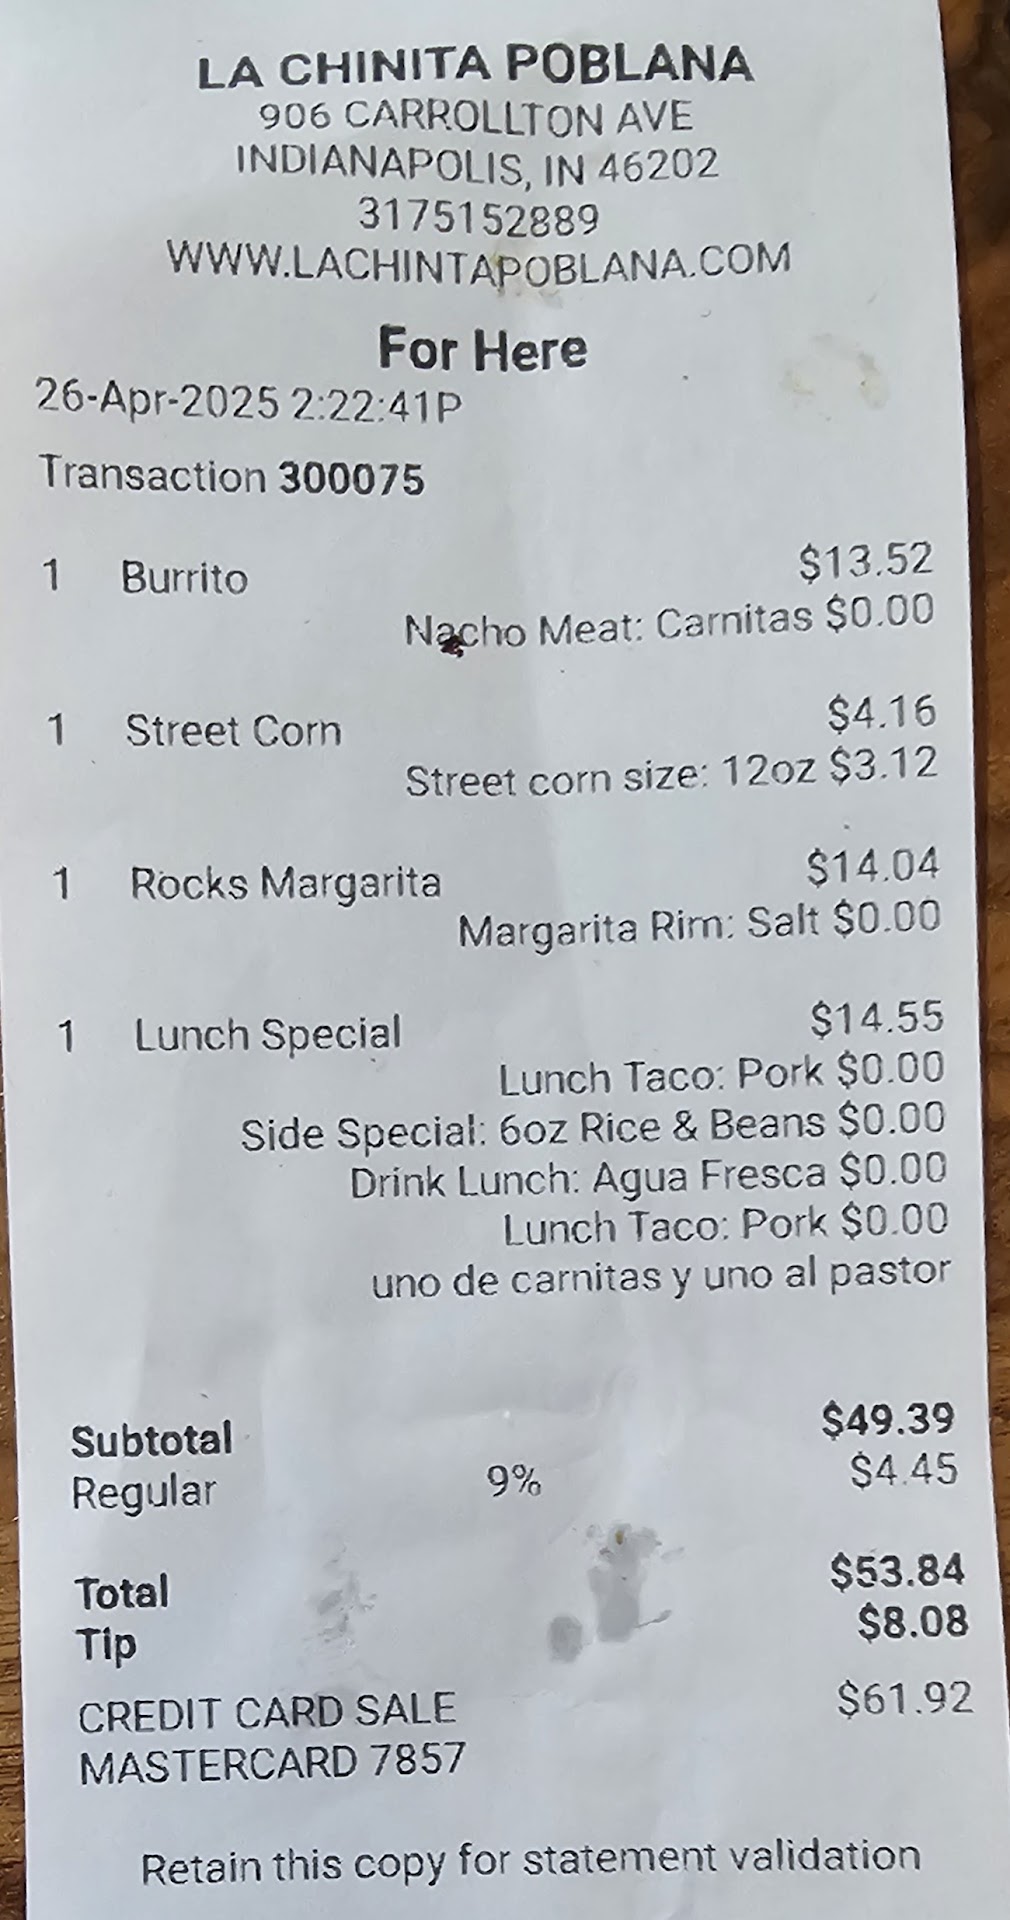 LA CHINITA POBLANA
906 CARROLLTON AVE
INDIANAPOLIS, IN 46202
3175152889
WWW.LACHINTAPOBLANA.COM
For Here
26-Apr-2025 2:22:41P
Transaction 300075
1 Burrito $13.52
Nacho Meat: Carnitas $0.00
1 Street Corn $4.16
Street corn size: 12oz $3.12
1 Rocks Margarita $14.04
Margarita Rim: Salt $0.00
1 Lunch Special $14.55
Lunch Taco: Pork $0.00
Side Special: 6oz Rice & Beans $0.00
Drink Lunch: Agua Fresca $0.00
Lunch Taco: Pork $0.00
uno de carnitas y uno al pastor
Subtotal $49.39
Regular 9% $4.45
Total $53.84
Tip $8.08
CREDIT CARD SALE $61.92
MASTERCARD 7857
Retain this copy for statement validation